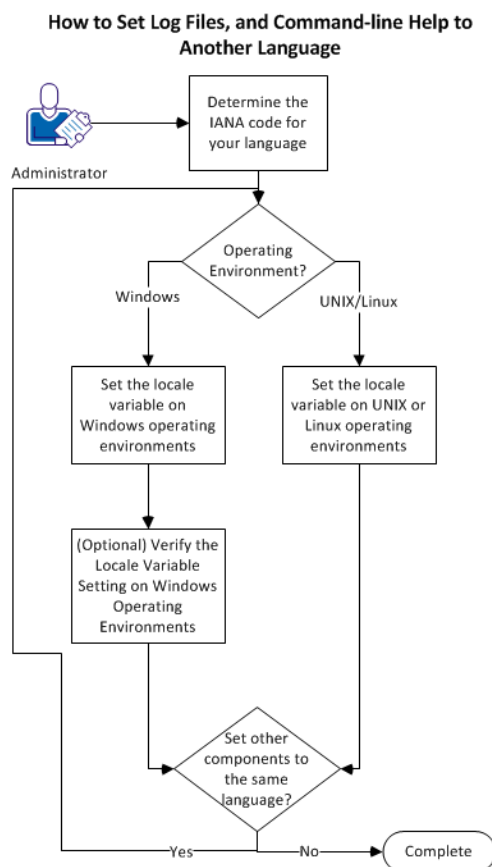 How to Set Log Files, and Command-line Help to
Another Language
Determine the
IANA code for
your language
Administrator
Operating
Environment?
Windows
UNIX/Linux
Set the locale
variable on
Windows operating
environments
Set the locale
variable on UNIX or
Linux operating
environments
(Optional) Verify the
Locale Variable
Setting on Windows
Operating
Environments
Set other
components to
the same
language?
Yes
No
Complete